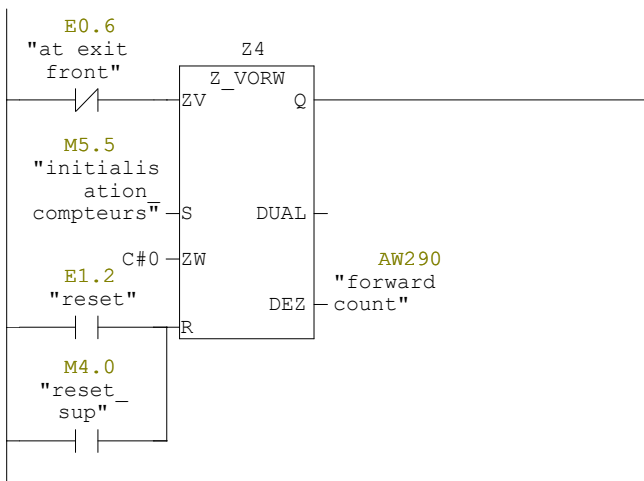 E0.6
"at exit
front"
Z4
Z_VORW
ZV
Q
M5.5
"initialis
ation_
compteurs"
S
DUAL
C#0
ZW
AW290
"forward
count"
DEZ
E1.2
"reset"
R
M4.0
"reset_
sup"